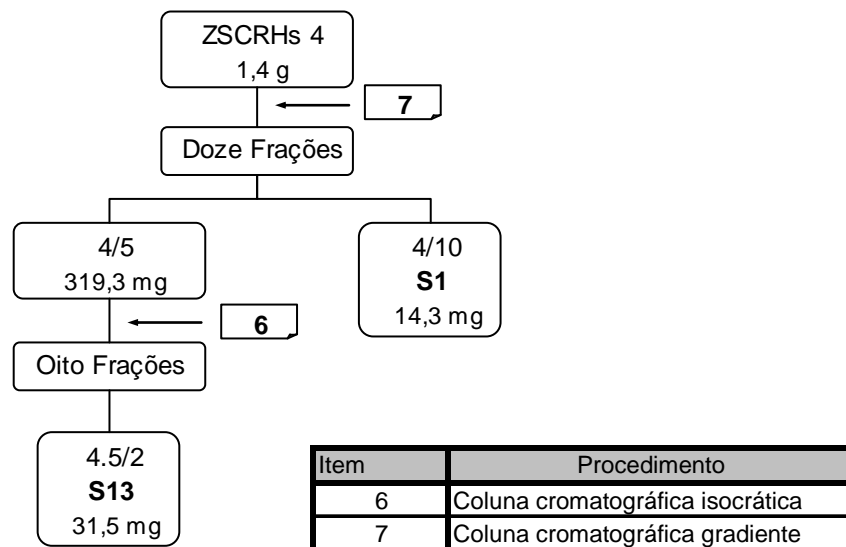 ZSCRHs 4
1,4 g
7
Doze Frações
4/5
319,3 mg
4/10
S1
14,3 mg
6
Oito Frações
4.5/2
S13
31,5 mg
Item Procedimento
6 Coluna cromatográfica isocrática
7 Coluna cromatográfica gradiente